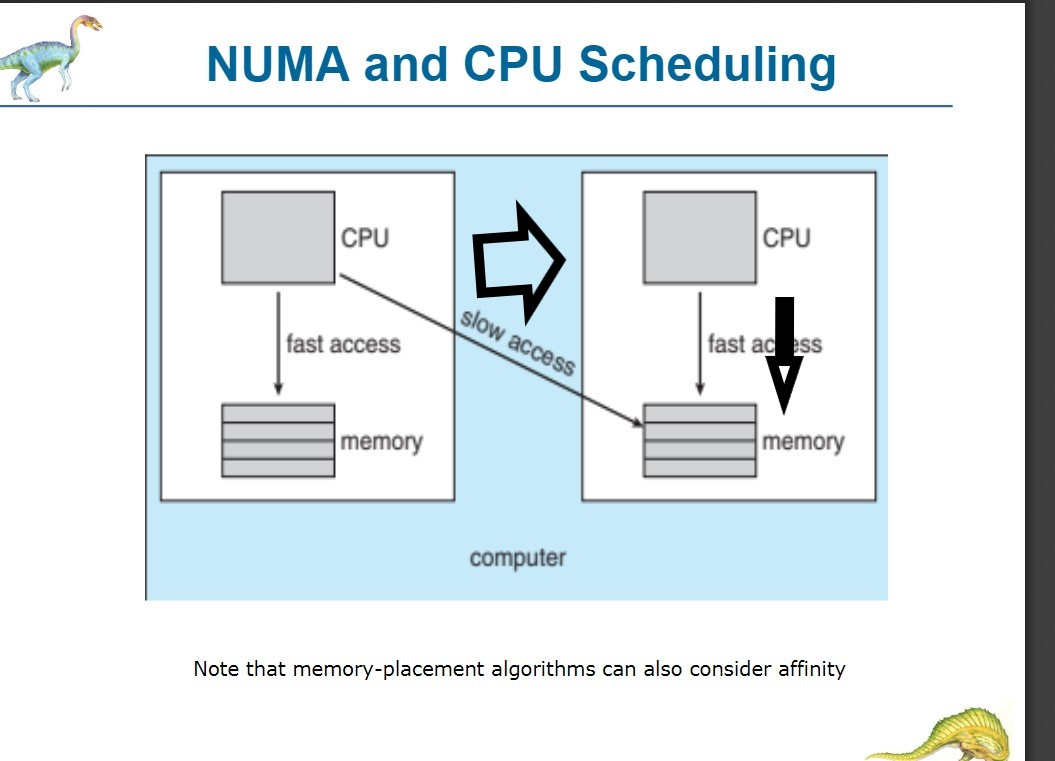 NUMA and CPU Scheduling
CPU
CPU
slow access
fast access
fast access
memory
memory
computer
Note that memory-placement algorithms can also consider affinity